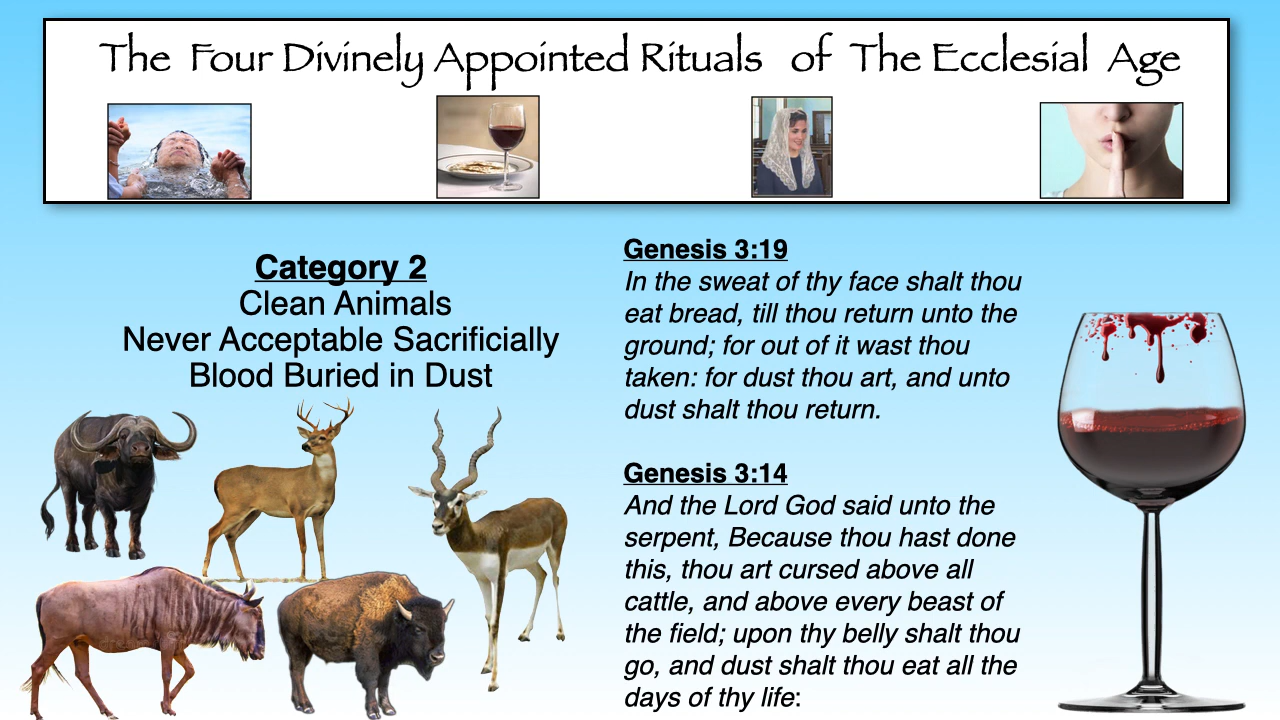 The Four Divinely Appointed Rituals of The Ecclesial Age
Category 2
Clean Animals
Never Acceptable Sacrificially
Blood Buried in Dust
Genesis 3:19
In the sweat of thy face shalt thou
eat bread, till thou return unto the
ground; for out of it wast thou
taken: for dust thou art, and unto
dust shalt thou return.
Genesis 3:14
And the Lord God said unto the
serpent, Because thou hast done
this, thou art cursed above all
cattle, and above every beast of
the field; upon thy belly shalt thou
go, and dust shalt thou eat all the
days of thy life: